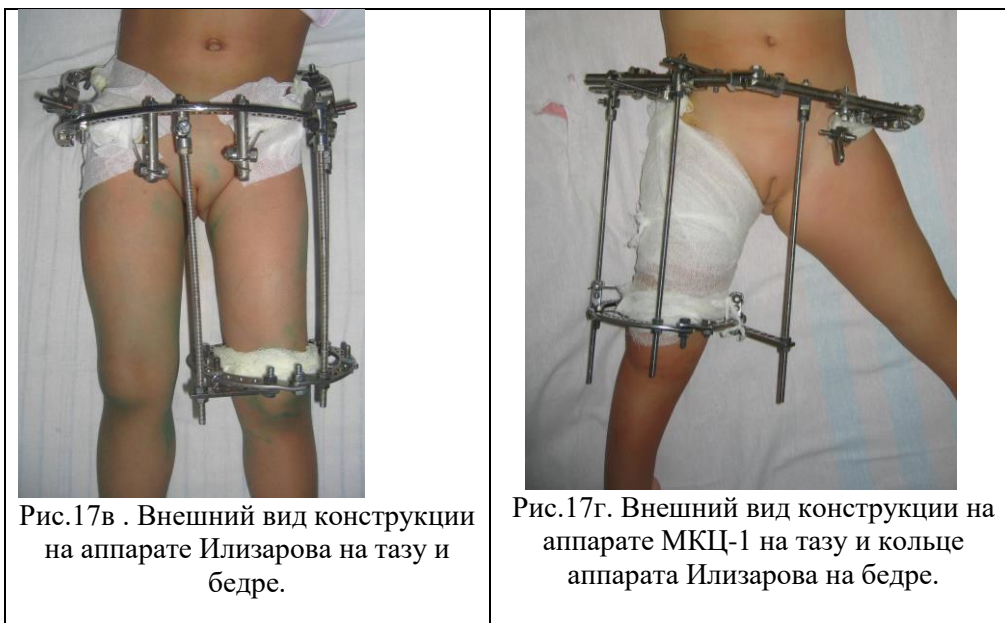 Рис.17в . Внешний вид конструкции
на аппарате Илизарова на тазу и
бедре.
Рис.17г. Внешний вид конструкции на
аппарате МКЦ-1 на тазу и кольце
аппарата Илизарова на бедре.